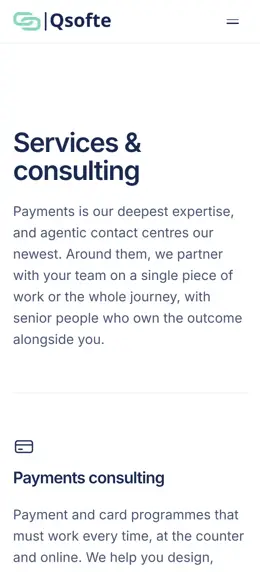 Qsofte
Services &
consulting
Payments is our deepest expertise,
and agentic contact centres our
newest. Around them, we partner
with your team on a single piece of
work or the whole journey, with
senior people who own the outcome
alongside you.
Payments consulting
Payment and card programmes that
must work every time, at the counter
and online. We help you design,